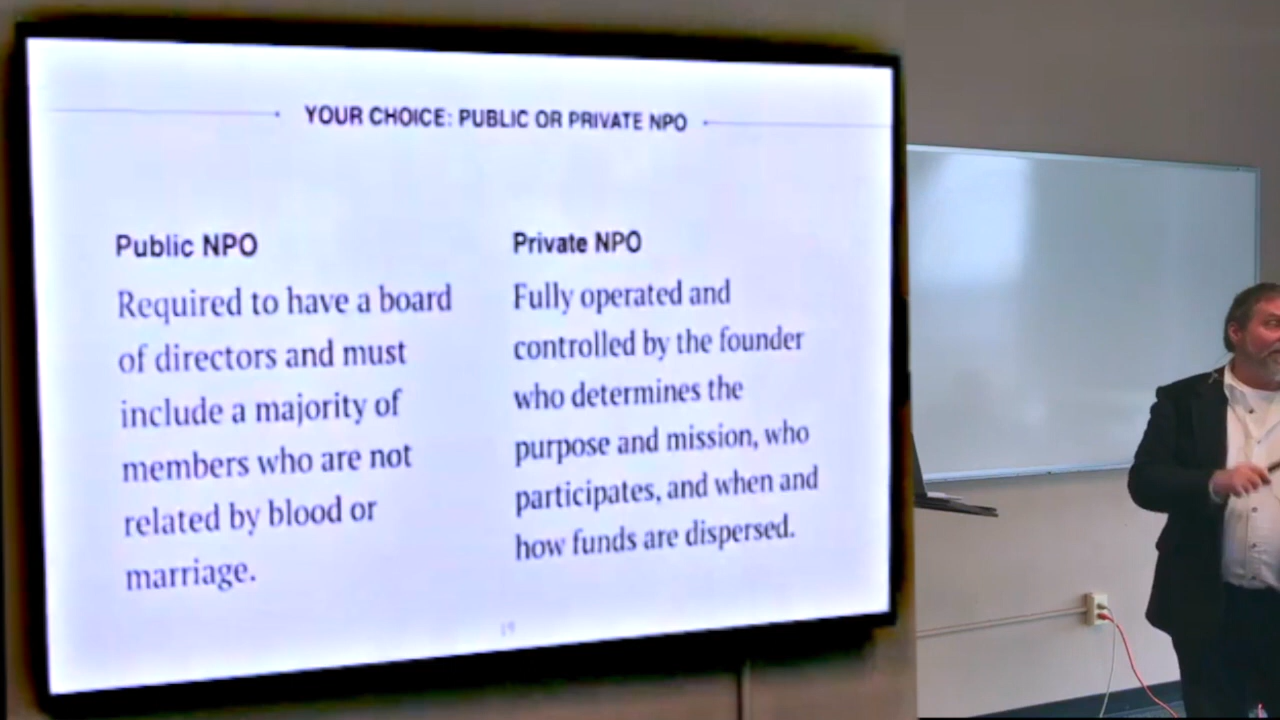 YOUR CHOICE: PUBLIC OR PRIVATE NPO
Public NPO
Required to have a board
of directors and must
include a majority of
members who are not
related by blood or
marriage.
Private NPO
Fully operated and
controlled by the founder
who determines the
purpose and mission, who
participates, and when and
how funds are dispersed.
19